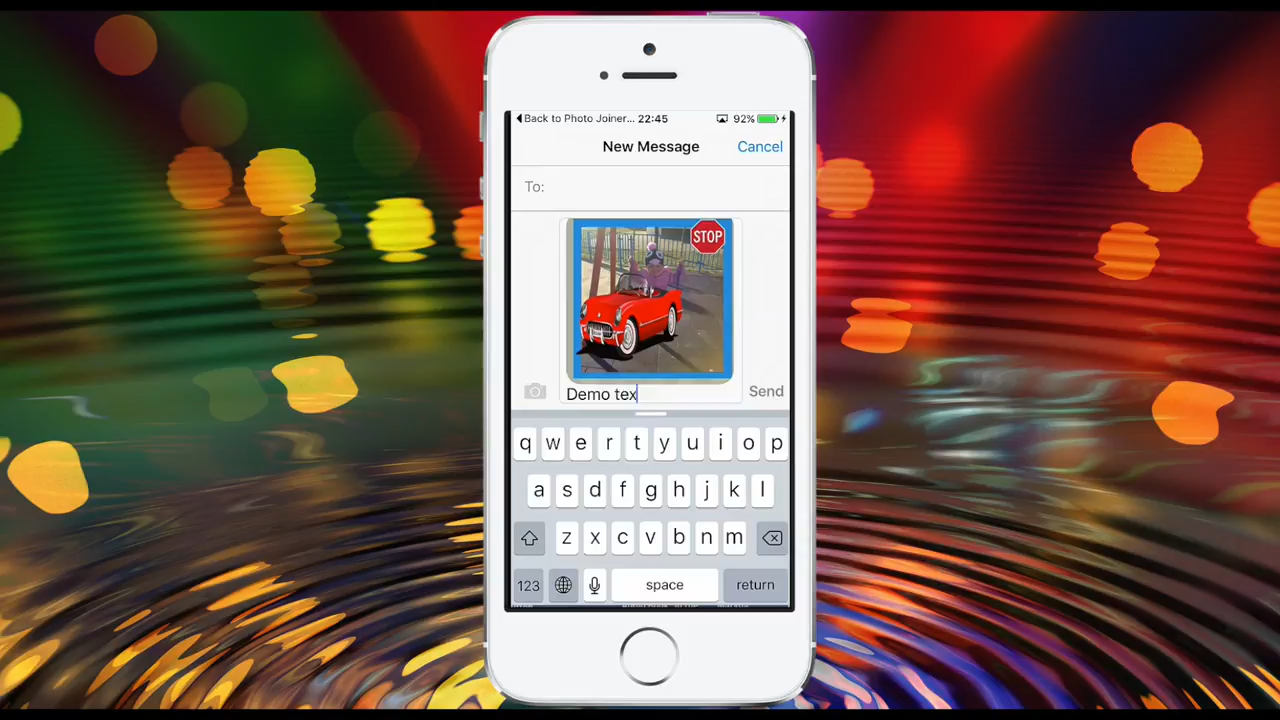 Back to Photo Joiner... 22:45 92%
New Message Cancel
To:
STOP
Demo tex
Send
q w e r t y u i o p
a s d f g h j k l
z x c v b n m
123 space return